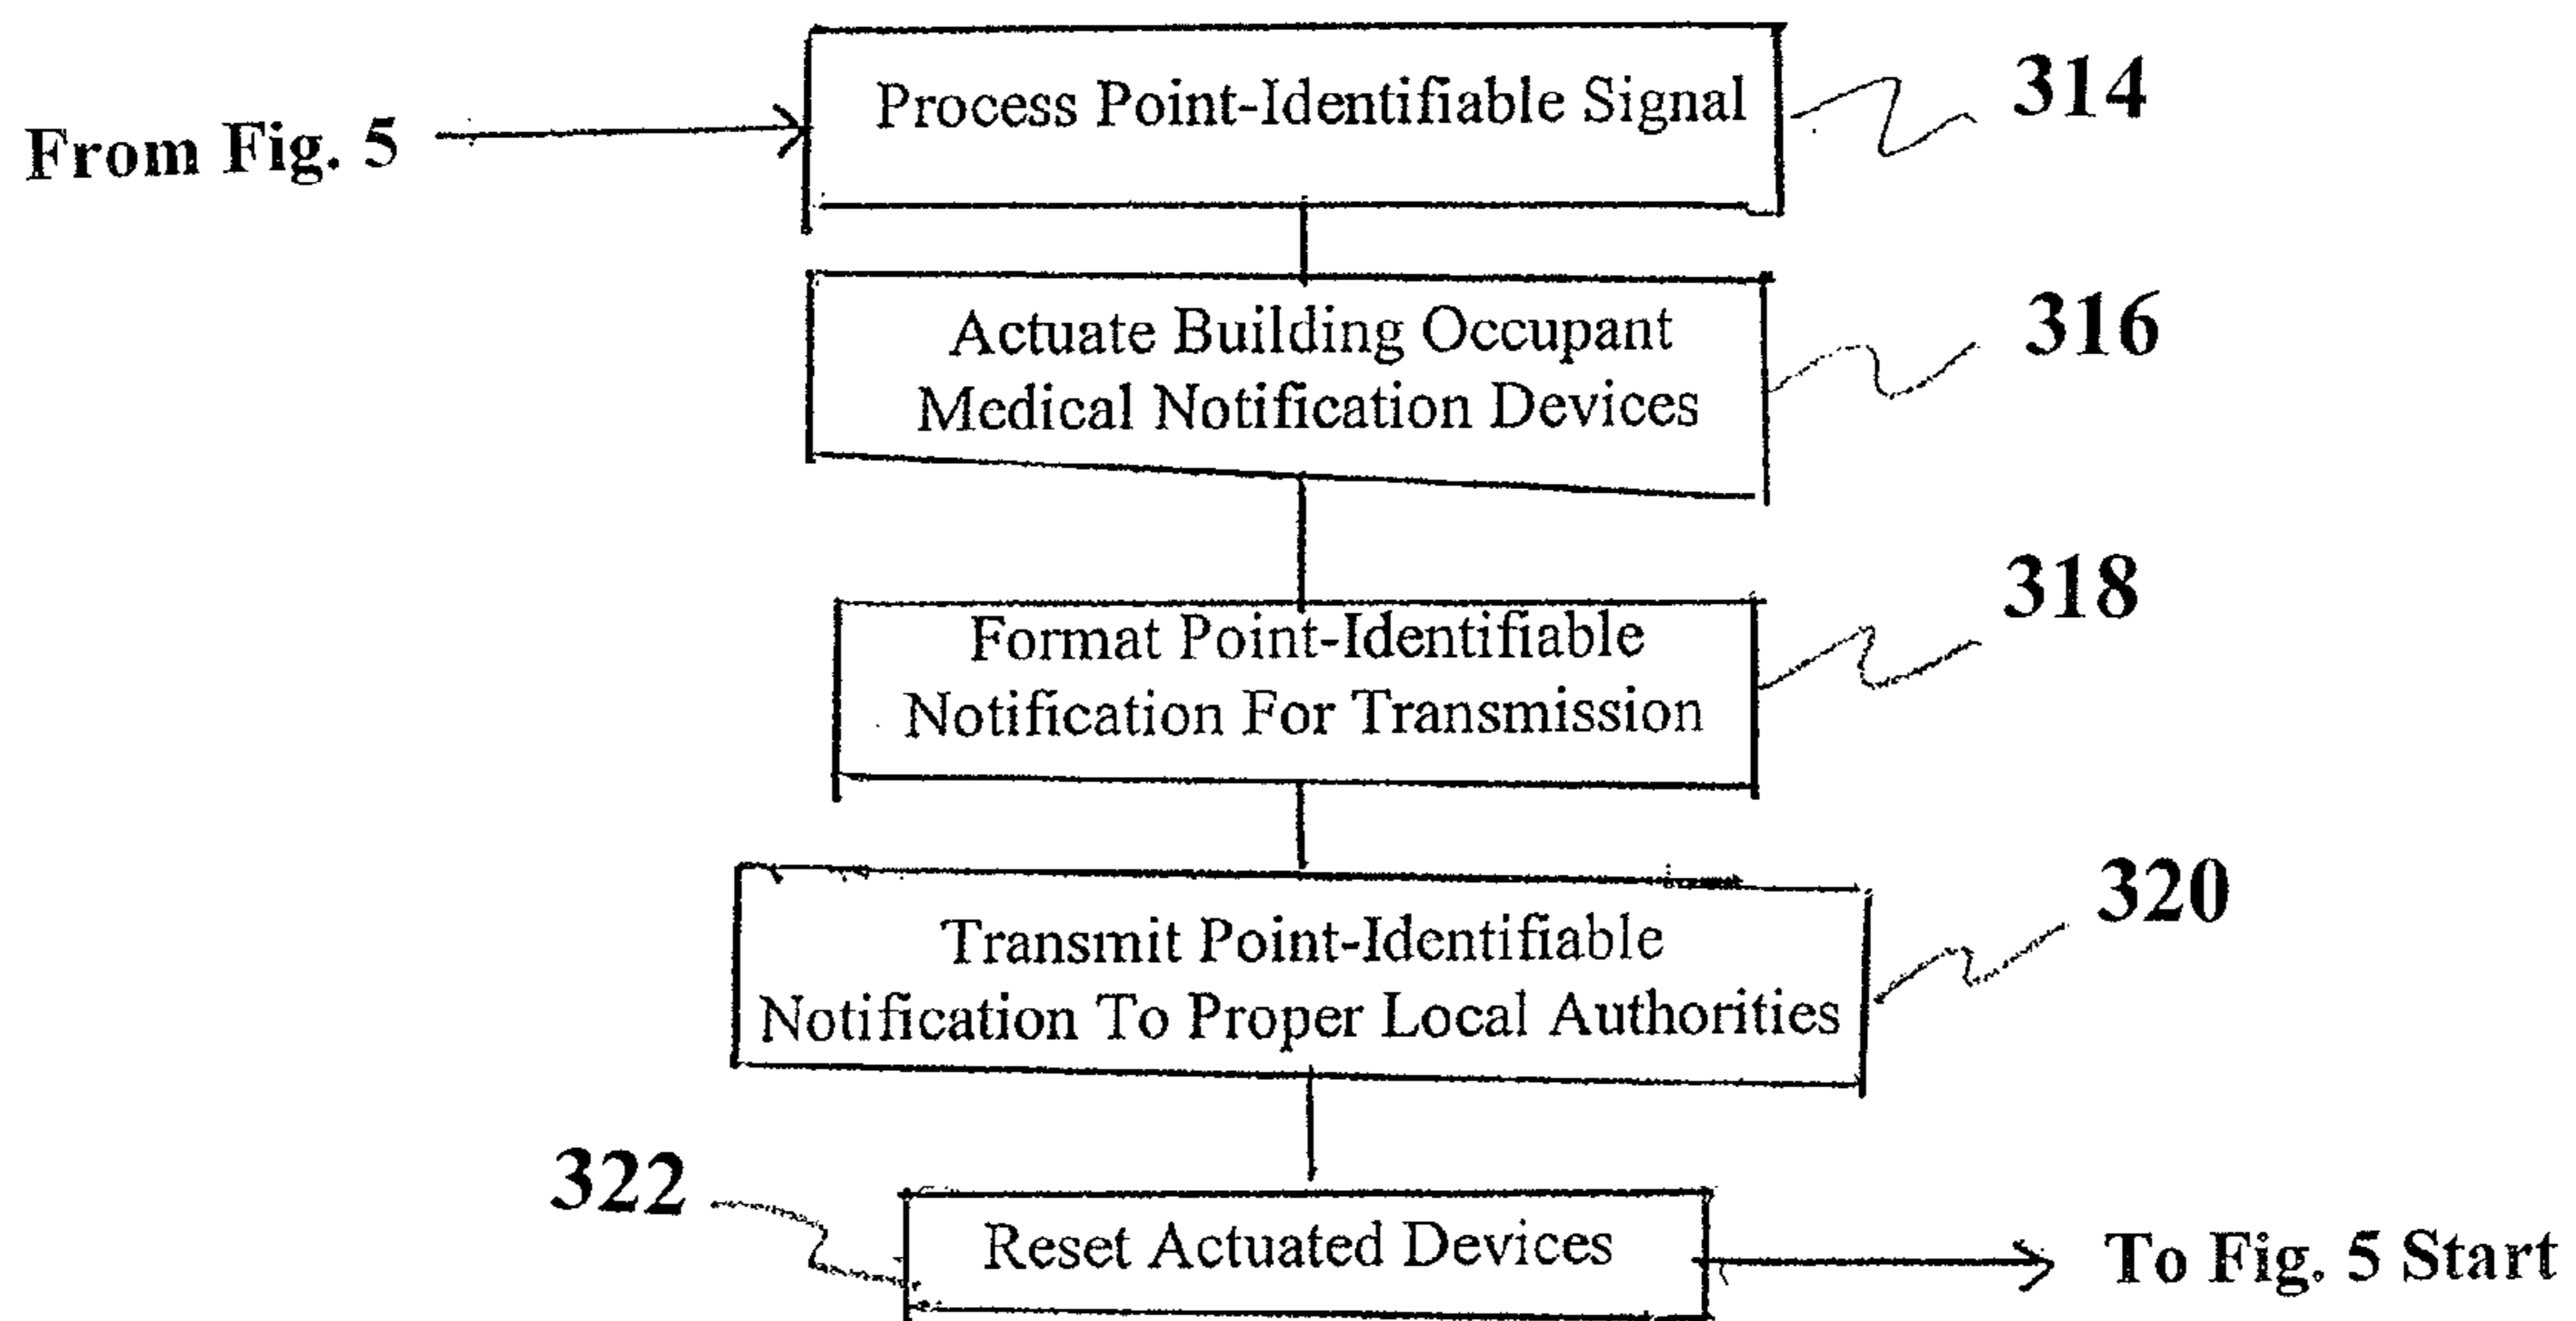 Process Point-Identifiable Signal
314
From Fig. 5
Actuate Building Occupant
Medical Notification Devices
316
Format Point-Identifiable
Notification For Transmission
318
Transmit Point-Identifiable
Notification To Proper Local Authorities
320
322
Reset Actuated Devices
To Fig. 5 Start